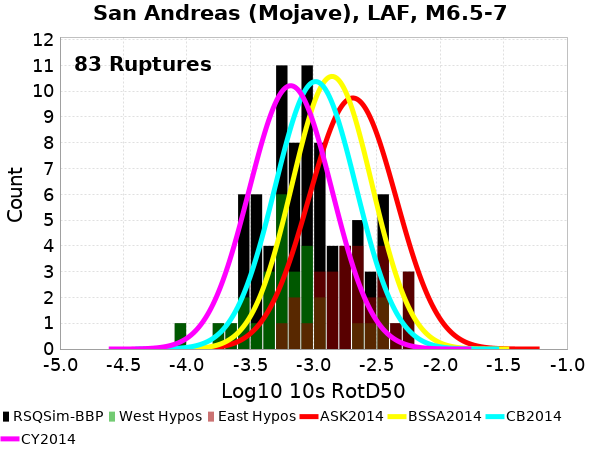 San Andreas (Mojave), LAF, M6.5-7
83 Ruptures
12
11
10
9
8
7
6
5
4
3
2
1
0
Count
-5.0 -4.5 -4.0 -3.5 -3.0 -2.5 -2.0 -1.5 -1.0
Log10 10s RotD50
RSQSim-BBP West Hypos East Hypos ASK2014 BSSA2014 CB2014
CY2014